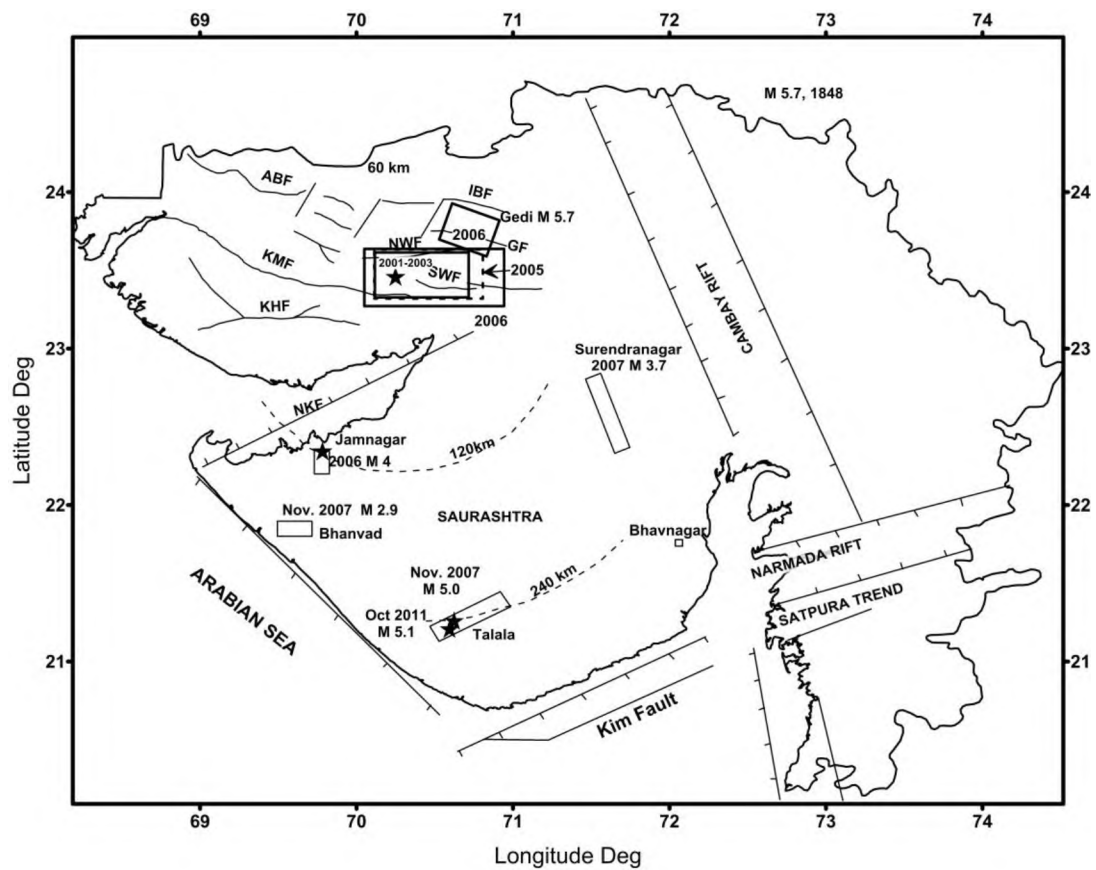 69 70 71 72 73 74
M 5.7, 1848
60 km
ABF
IBF
24 24
Gedi M 5.7
2006
GF
NWF
KMF
2001-2003
SWF
2005
KHF
2006
CAMBAY RIFT
23 23
Surendranagar
2007 M 3.7
NKF
Jamnagar
2006 M 4
120km
22 22
Nov. 2007 M 2.9
Bhanvad
SAURASHTRA
Bhavnagar
NARMADA RIFT
SATPURA TREND
Nov. 2007
M 5.0
240 km
Oct 2011
M 5.1
Talala
ARABIAN SEA
21 21
Kim Fault
69 70 71 72 73 74
Latitude Deg
Longitude Deg